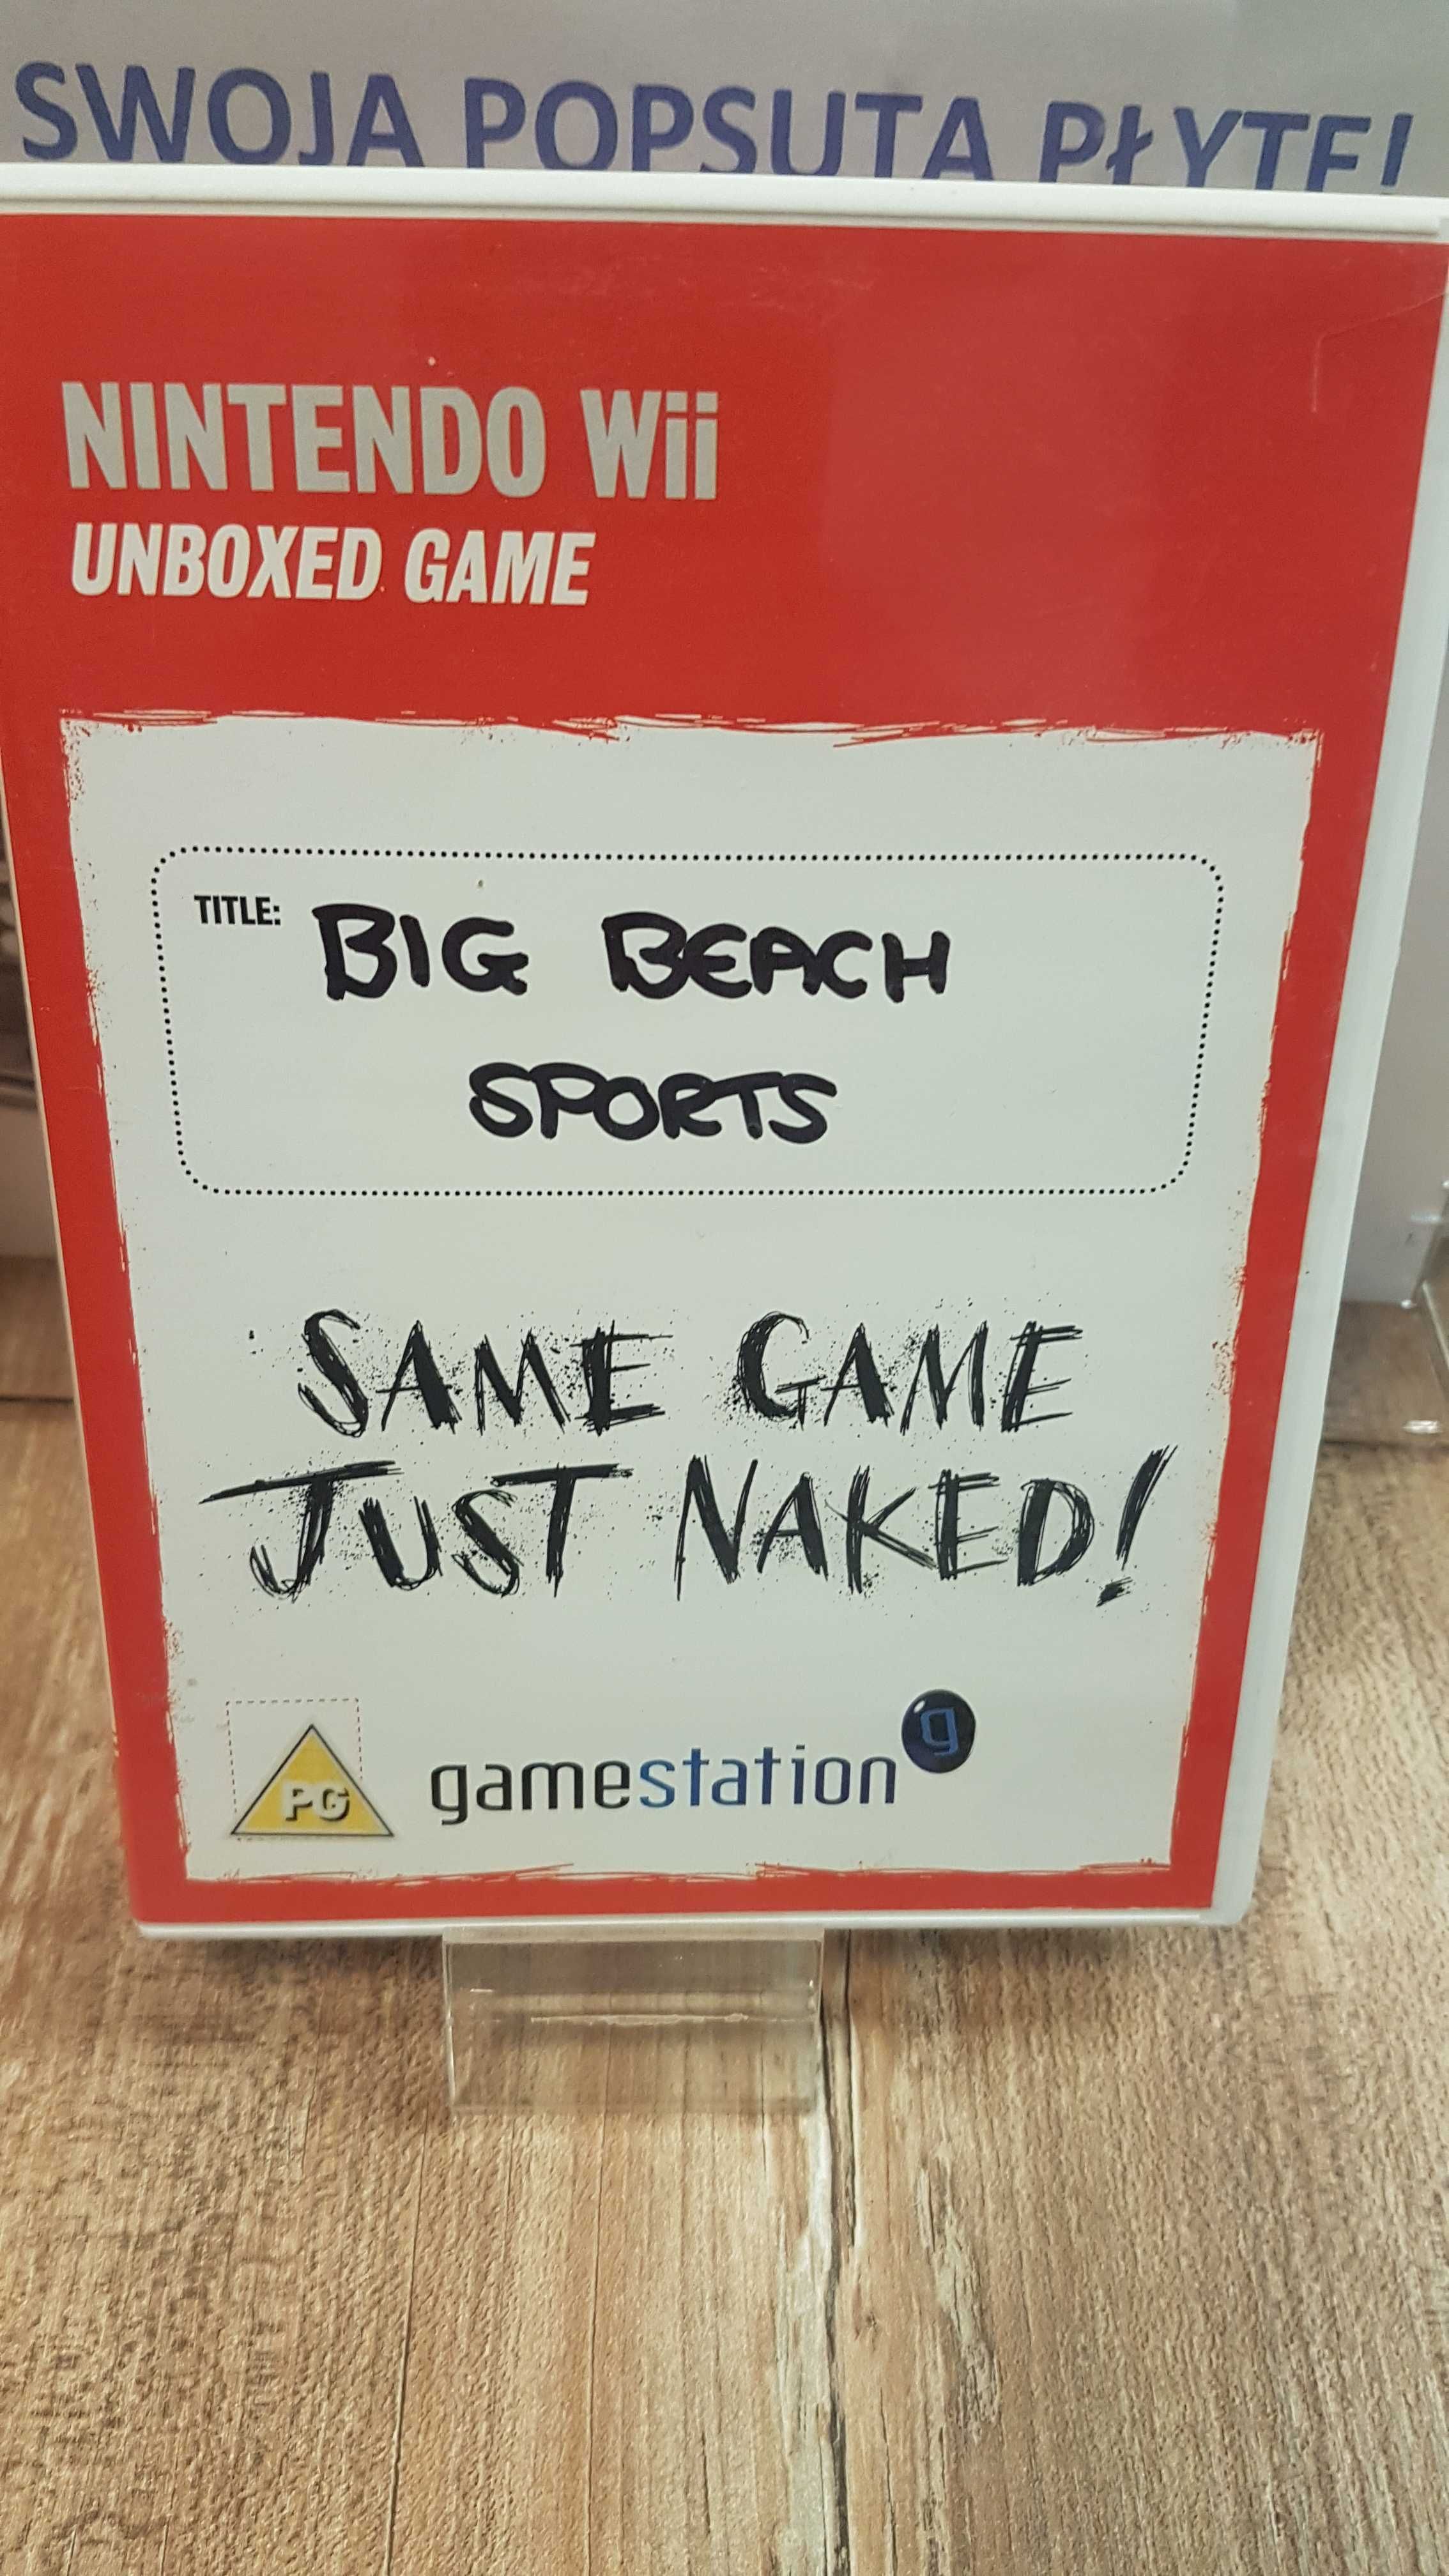 SWOJA POPSUTA PŁYTE!
NINTENDO Wii
UNBOXED GAME
TITLE: BIG BEACH
SPORTS
SAME GAME
JUST NAKED!
PG
gamestation g